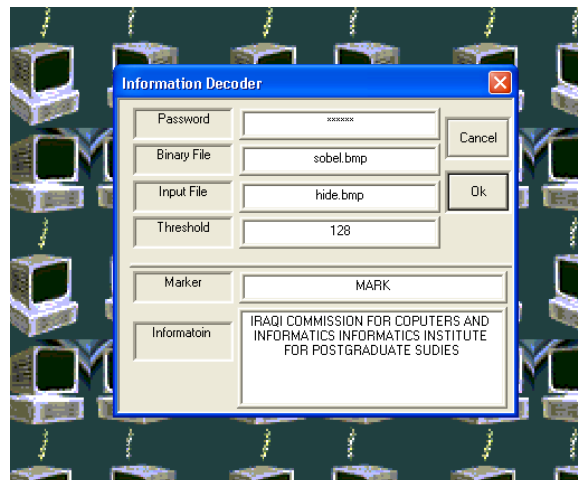 Information Decoder
Password xxxxxx
Cancel
Binary File sobel.bmp
Input File hide.bmp
Ok
Threshold 128
Marker MARK
Informatoin
IRAQI COMMISSION FOR COPUTERS AND
INFORMATICS INFORMATICS INSTITUTE
FOR POSTGRADUATE SUDIES